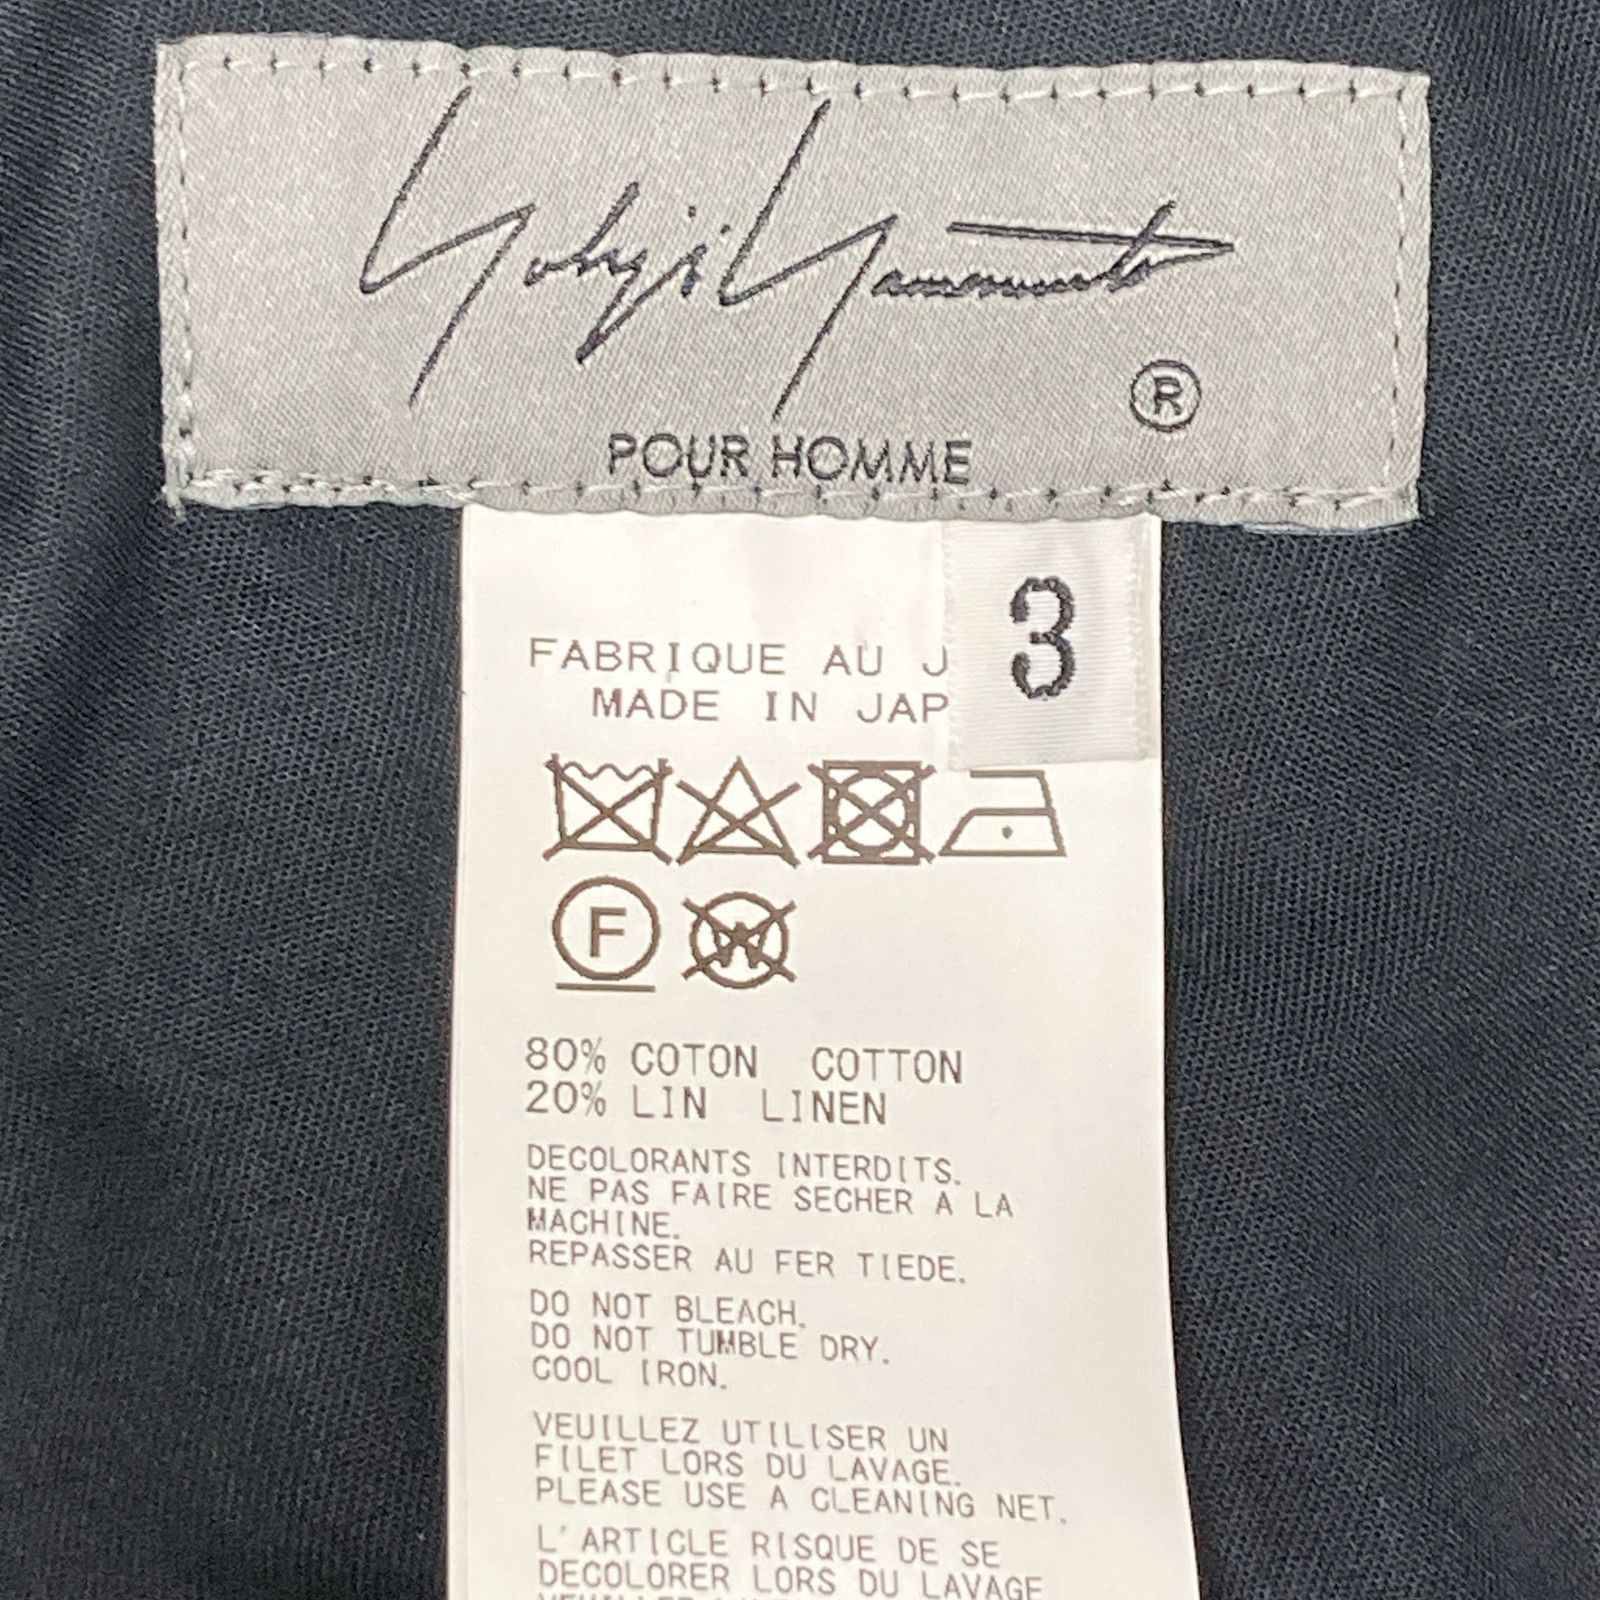 Yohji Yamamoto
®
POUR HOMME
3
FABRIQUE AU J
MADE IN JAP
F
W
80% COTON COTTON
20% LIN LINEN
DECOLORANTS INTERDITS.
NE PAS FAIRE SECHER A LA
MACHINE.
REPASSER AU FER TIEDE.
DO NOT BLEACH.
DO NOT TUMBLE DRY.
COOL IRON.
VEUILLEZ UTILISER UN
FILET LORS DU LAVAGE.
PLEASE USE A CLEANING NET.
L'ARTICLE RISQUE DE SE
DECOLORER LORS DU LAVAGE